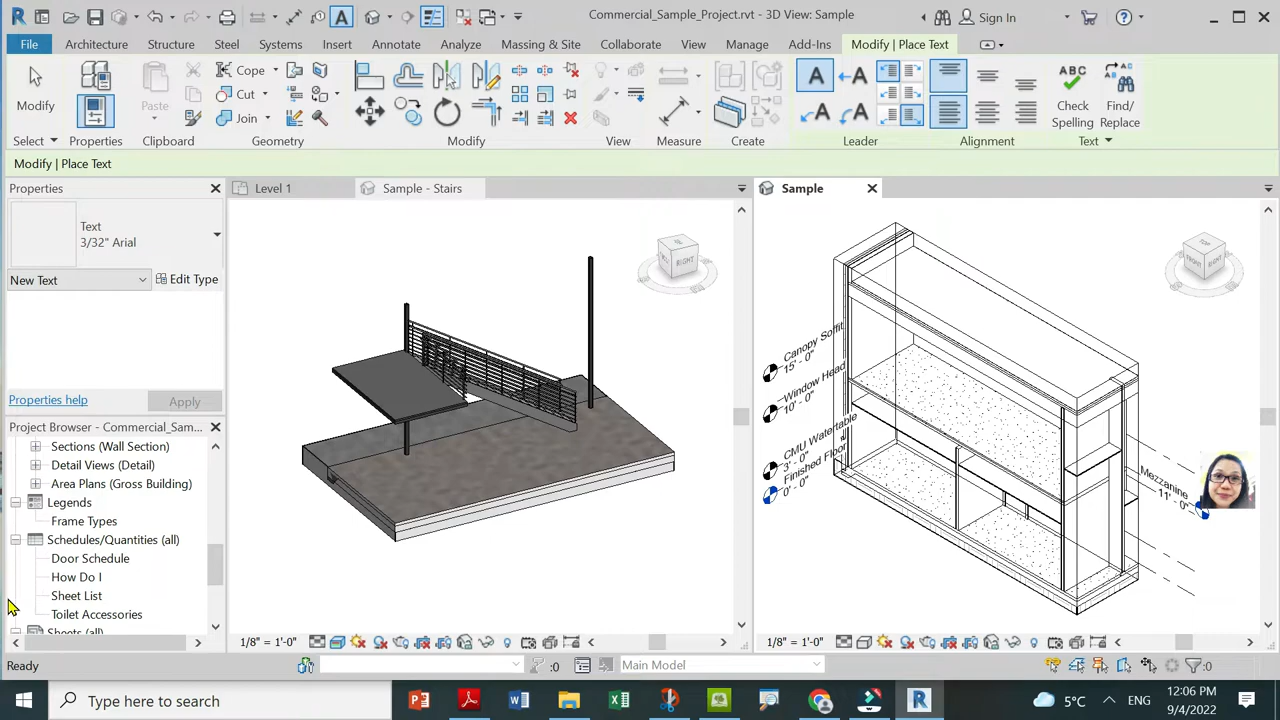 Commercial_Sample_Project.rvt - 3D View: Sample
Sign In
File Architecture Structure Steel Systems Insert Annotate Analyze Massing & Site Collaborate View Manage Add-Ins Modify | Place Text
Modify
Paste
Cope
Cut
Join
Check Spelling
Find/ Replace
Select Properties Clipboard Geometry Modify View Measure Create Leader Alignment Text
Modify | Place Text
Properties
Text
3/32" Arial
New Text
Edit Type
Properties help
Apply
Project Browser - Commercial_Sam...
Sections (Wall Section)
Detail Views (Detail)
Area Plans (Gross Building)
Legends
Frame Types
Schedules/Quantities (all)
Door Schedule
How Do I
Sheet List
Toilet Accessories
Sheets (all)
Level 1
Sample - Stairs
RIGHT
1/8" = 1'-0"
Sample
TOP
FRONT
RIGHT
Canopy Soffit
15' - 0"
Window Head
10' - 0"
CMU Watertable
3' - 0"
Finished Floor
0' - 0"
Mezzanine
11' - 0"
1/8" = 1'-0"
Ready
:0
Main Model
:0
Type here to search
5°C
ENG
12:06 PM
9/4/2022